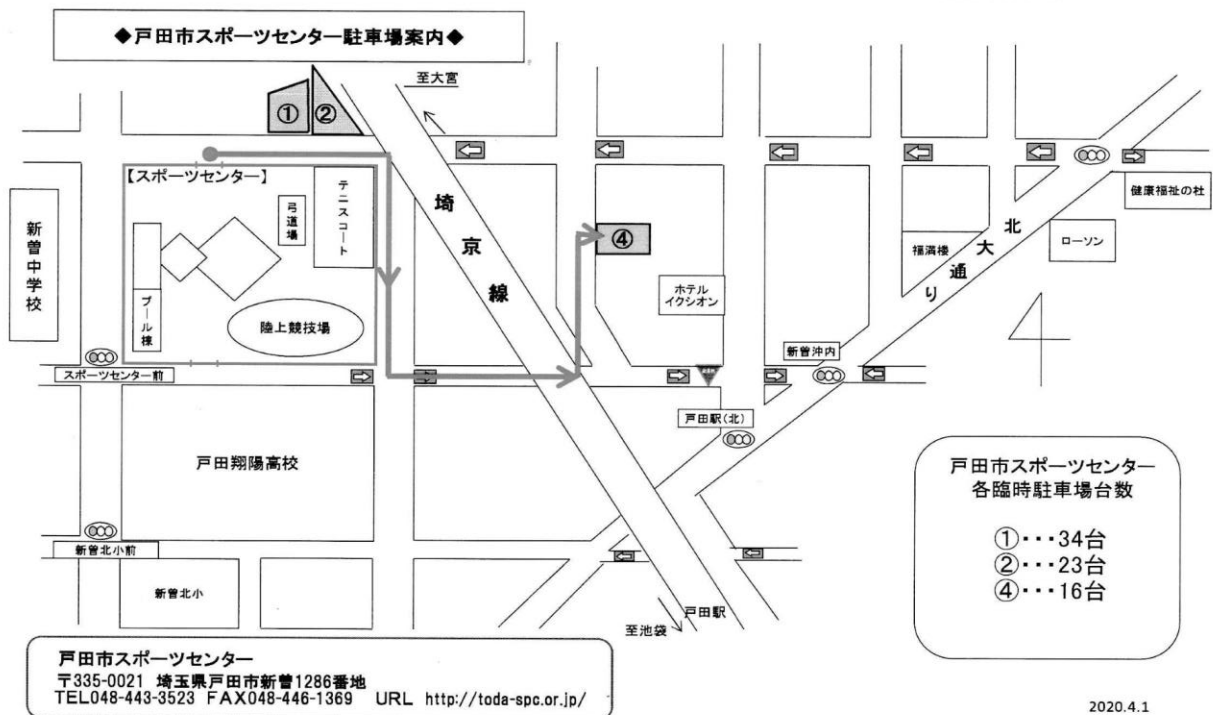 ◆戸田市スポーツセンター駐車場案内◆
至大宮
①
②
【スポーツセンター】
テニスコート
弓道場
新曽中学校
プール棟
陸上競技場
埼京線
④
ホテル
イクシオン
福満楼
北大通り
ローソン
健康福祉の杜
新曽沖内
スポーツセンター前
戸田駅(北)
戸田翔陽高校
新曽北小前
新曽北小
戸田駅
至池袋
戸田市スポーツセンター
各臨時駐車場台数
①・・・34台
②・・・23台
④・・・16台
戸田市スポーツセンター
〒335-0021 埼玉県戸田市新曽1286番地
TEL048-443-3523 FAX048-446-1369 URL http://toda-spc.or.jp/
2020.4.1